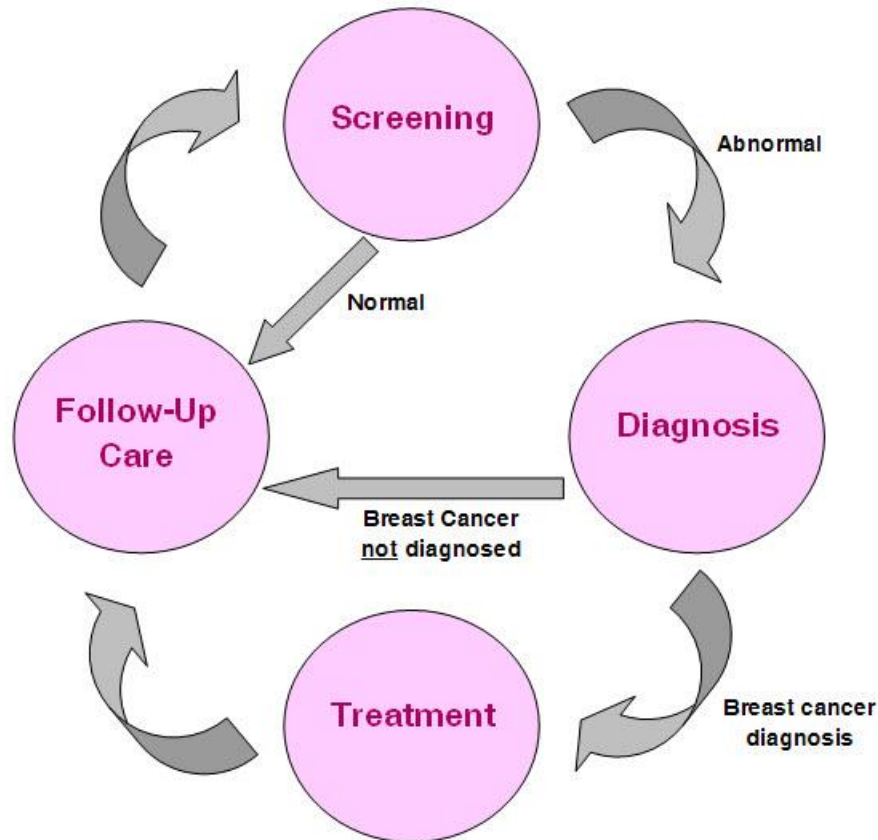 Screening
Abnormal
Normal
Follow-Up
Care
Diagnosis
Breast Cancer
not diagnosed
Treatment
Breast cancer
diagnosis